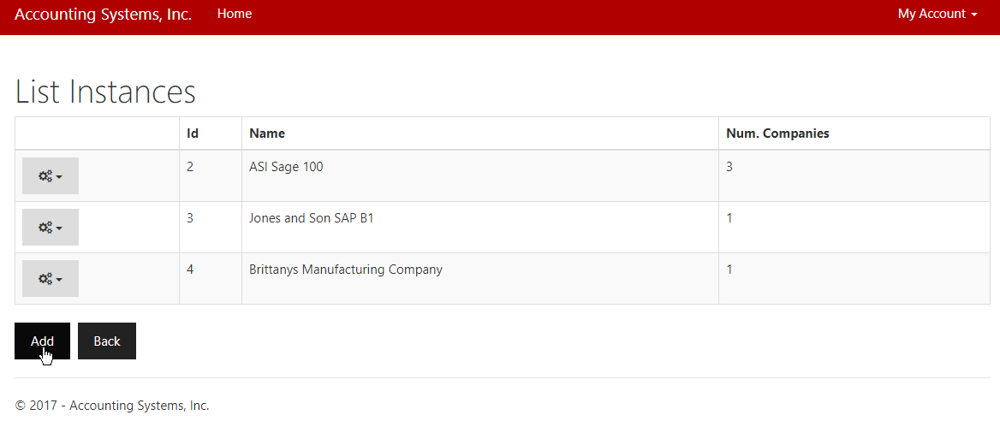 Accounting Systems, Inc. Home My Account
List Instances
Id Name Num. Companies
2 ASI Sage 100 3
3 Jones and Son SAP B1 1
4 Brittanys Manufacturing Company 1
Add Back
© 2017 - Accounting Systems, Inc.